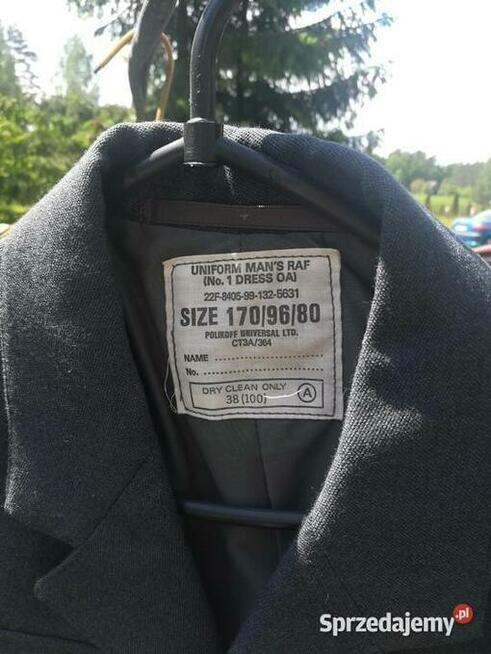 UNIFORM MAN'S RAF
(No. 1 DRESS OA)
22F-8405-99-132-5631
SIZE 170/96/80
POLIKOFF UNIVERSAL LTD.
CT3A/364
NAME
No.
DRY CLEAN ONLY
38 (100)
A
Sprzedajemy.pl